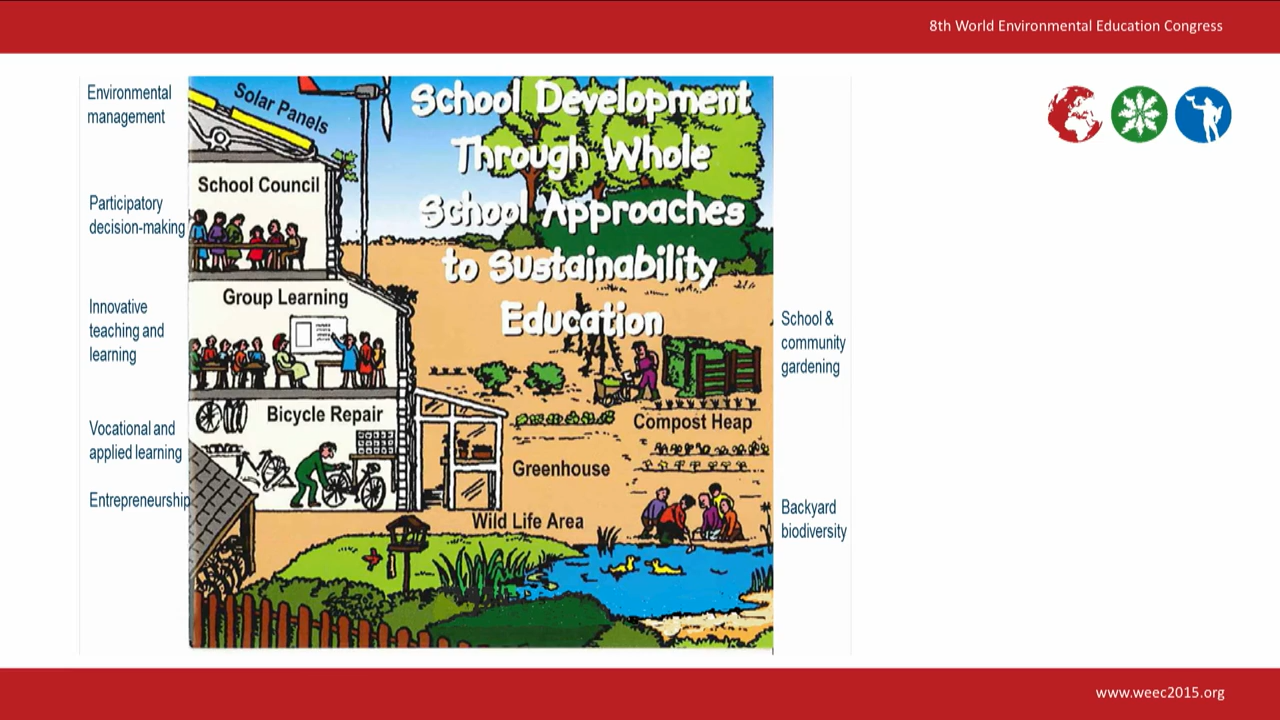 8th World Environmental Education Congress
Environmental
management
Participatory
decision-making
Innovative
teaching and
learning
Vocational and
applied learning
Entrepreneurship
Solar Panels
School Council
Group Learning
Bicycle Repair
School Development
Through Whole
School Approaches
to Sustainability
Education
Compost Heap
Greenhouse
Wild Life Area
School &
community
gardening
Backyard
biodiversity
www.weec2015.org